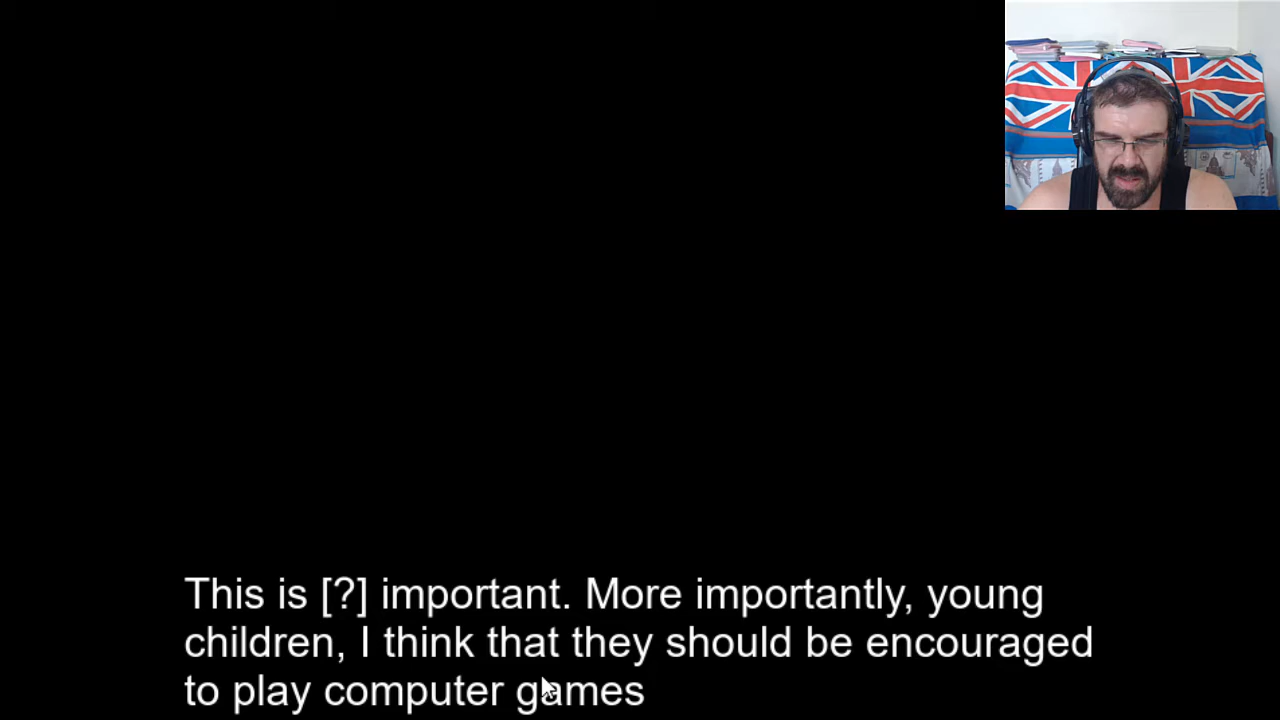 This is [?] important. More importantly, young
children, I think that they should be encouraged
to play computer games